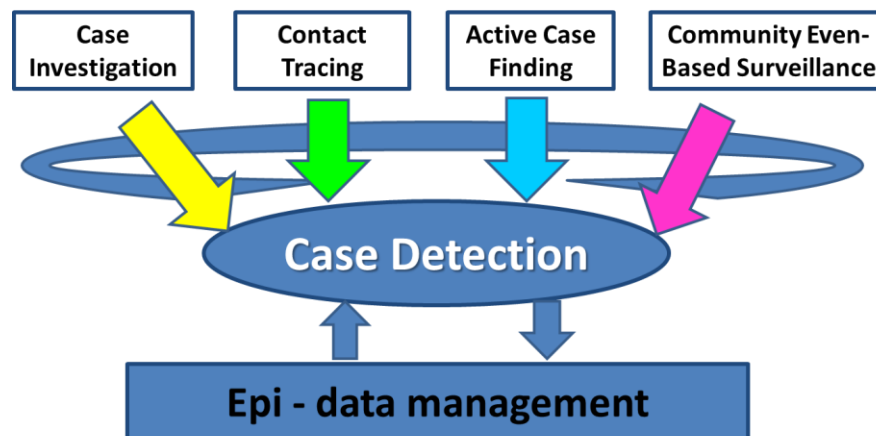 Case
Investigation
Contact
Tracing
Active Case
Finding
Community Even-
Based Surveillance
Case Detection
Epi - data management